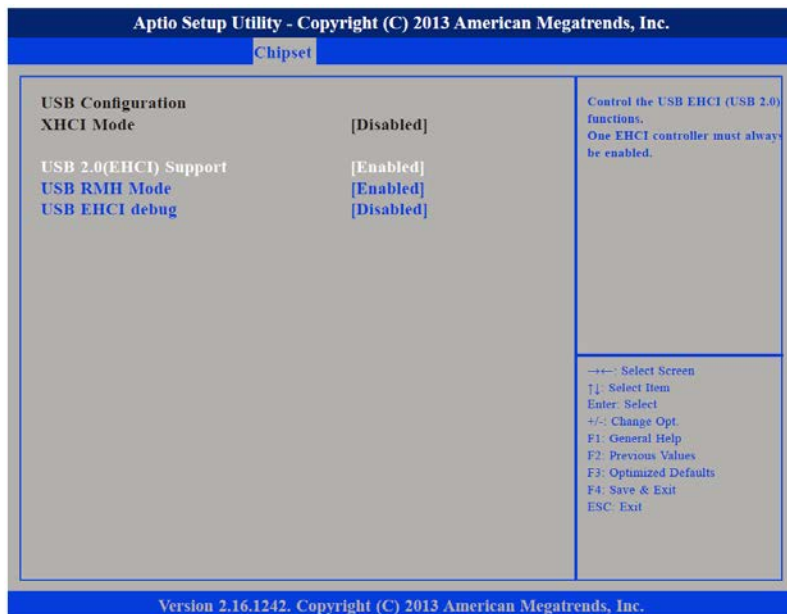 Aptio Setup Utility - Copyright (C) 2013 American Megatrends, Inc.
Chipset
USB Configuration
XHCI Mode [Disabled]
USB 2.0(EHCI) Support [Enabled]
USB RMH Mode [Enabled]
USB EHCI debug [Disabled]
Control the USB EHCI (USB 2.0)
functions.
One EHCI controller must always
be enabled.
→←: Select Screen
↑↓: Select Item
Enter: Select
+/-: Change Opt.
F1: General Help
F2: Previous Values
F3: Optimized Defaults
F4: Save & Exit
ESC: Exit
Version 2.16.1242. Copyright (C) 2013 American Megatrends, Inc.